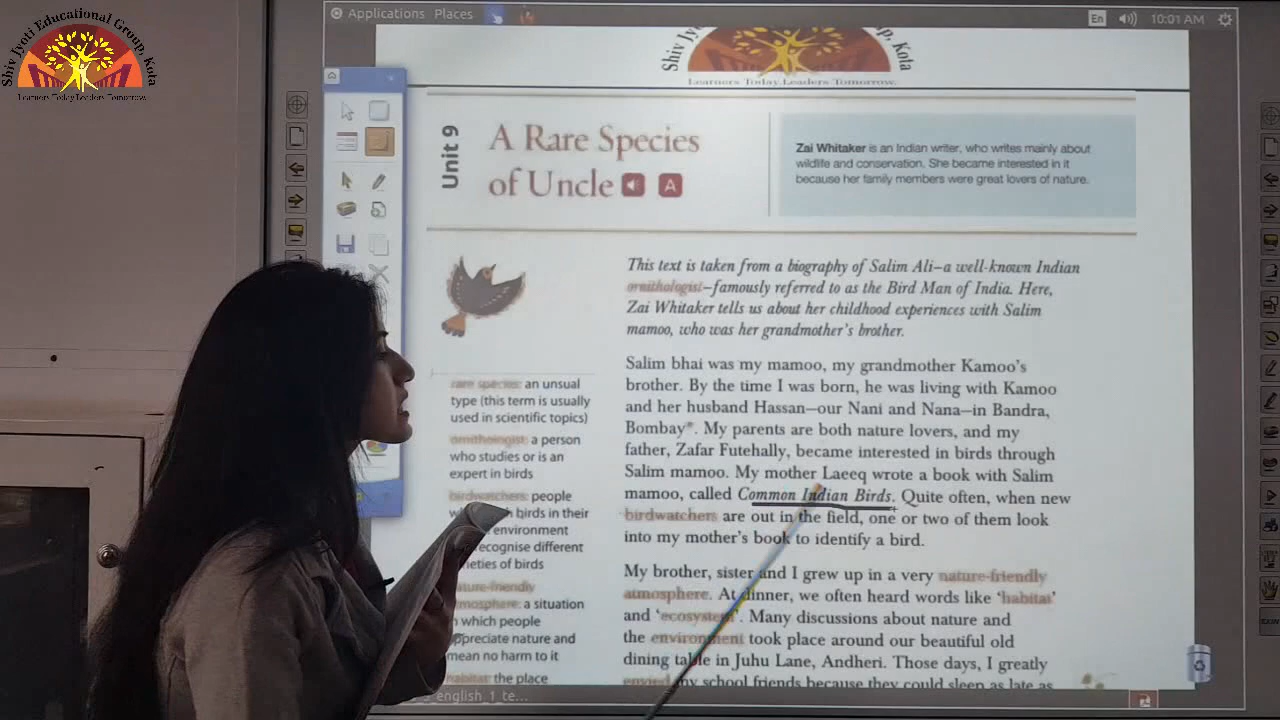 Shiv Jyoti Educational Group, Kota
Learners Today.Leaders Tomorrow.
Applications Places
En
10:01 AM
Learners Today.Leaders Tomorrow.
Unit 9
A Rare Species
of Uncle
A
Zai Whitaker is an Indian writer, who writes mainly about
wildlife and conservation. She became interested in it
because her family members were great lovers of nature.
This text is taken from a biography of Salim Ali—a well-known Indian
ornithologist—famously referred to as the Bird Man of India. Here,
Zai Whitaker tells us about her childhood experiences with Salim
mamoo, who was her grandmother's brother.
Salim bhai was my mamoo, my grandmother Kamoo's
brother. By the time I was born, he was living with Kamoo
and her husband Hassan—our Nani and Nana—in Bandra,
Bombay*. My parents are both nature lovers, and my
father, Zafar Futehally, became interested in birds through
Salim mamoo. My mother Laeeq wrote a book with Salim
mamoo, called Common Indian Birds. Quite often, when new
birdwatchers are out in the field, one or two of them look
into my mother's book to identify a bird.
My brother, sister and I grew up in a very nature-friendly
atmosphere. At dinner, we often heard words like 'habitat'
and 'ecosystem'. Many discussions about nature and
the environment took place around our beautiful old
dining table in Juhu Lane, Andheri. Those days, I greatly
envied my school friends because they could sleep as late as
rare species: an unusual
type (this term is usually
used in scientific topics)
ornithologist: a person
who studies or is an
expert in birds
birdwatchers: people
birds in their
environment
recognise different
of birds
a situation
which people
appreciate nature and
mean no harm to it
habitat: the place
english_1_te...